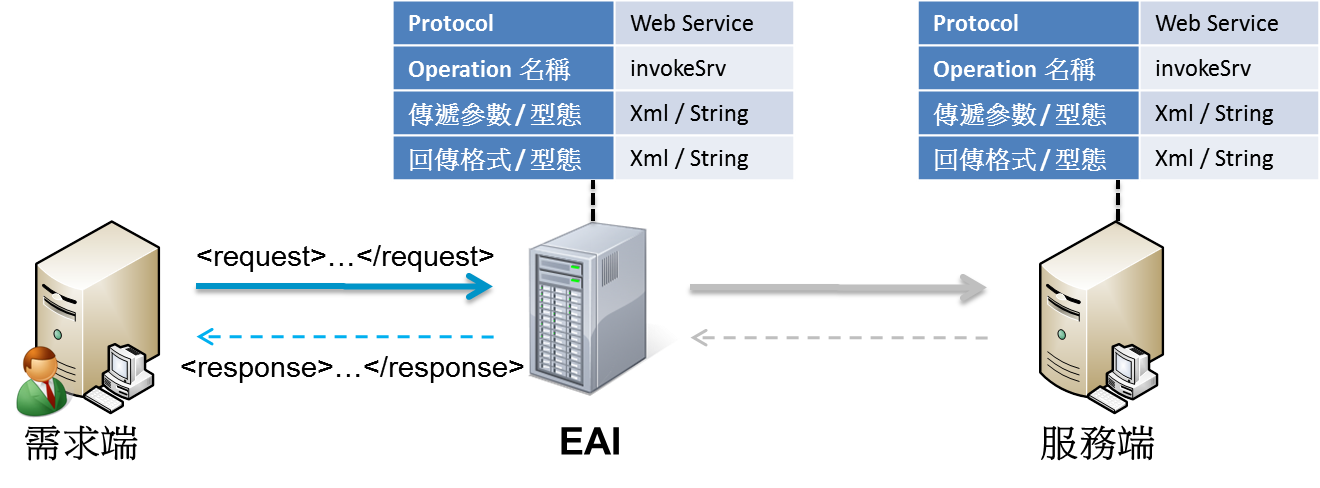 Protocol Web Service
Operation 名稱 invokeSrv
傳遞參數 / 型態 Xml / String
回傳格式 / 型態 Xml / String
Protocol Web Service
Operation 名稱 invokeSrv
傳遞參數 / 型態 Xml / String
回傳格式 / 型態 Xml / String
<request>…</request>
<response>…</response>
需求端
EAI
服務端